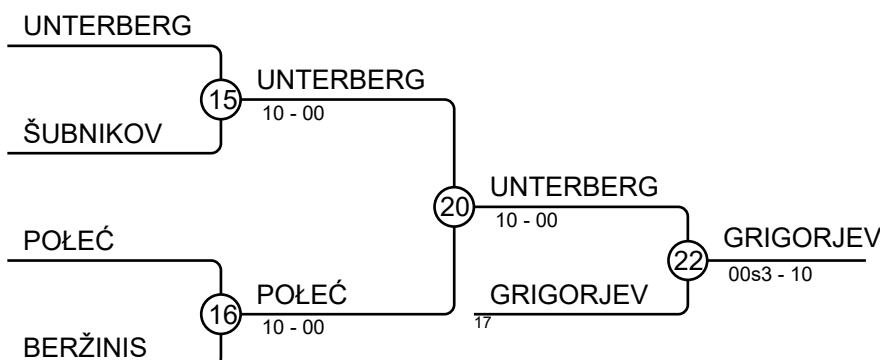 UNTERBERG
15
UNTERBERG
10 - 00
ŠUBNIKOV
20
UNTERBERG
10 - 00
POŁEĆ
22
GRIGORJEV
00s3 - 10
16
POŁEĆ
10 - 00
GRIGORJEV
17
BERŽINIS